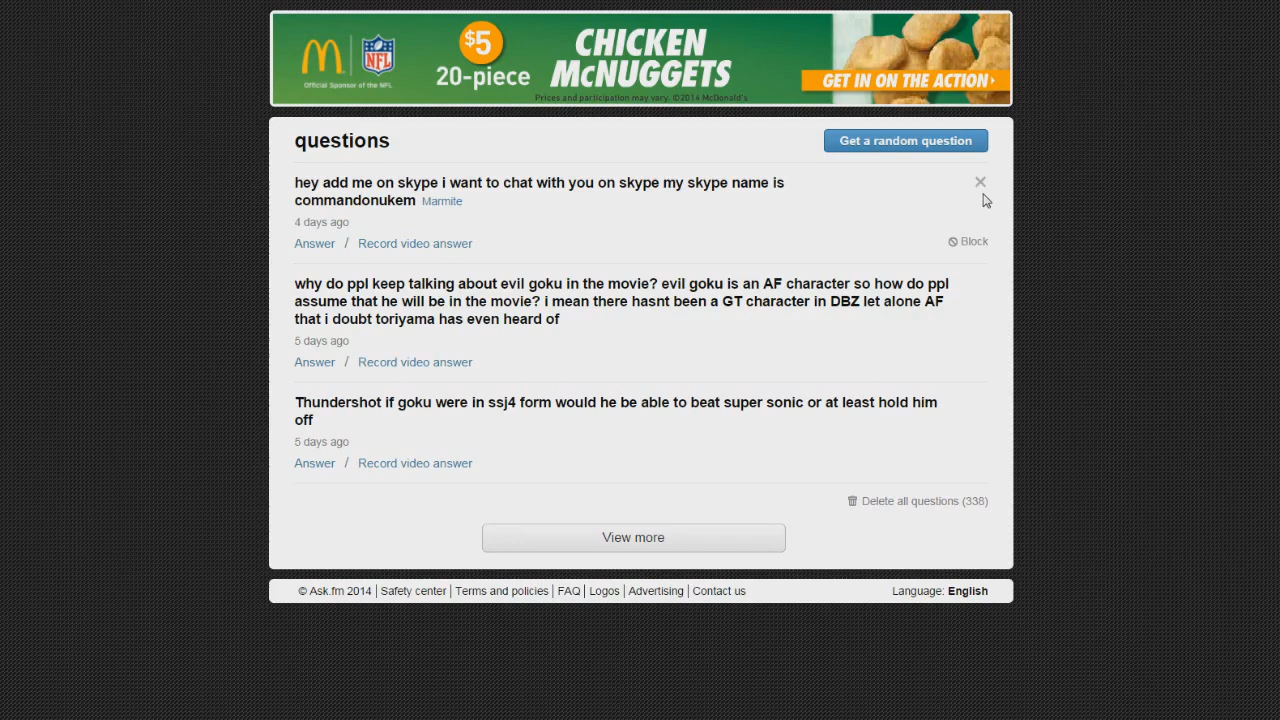 Official Sponsor of the NFL
NFL
$5
20-piece
CHICKEN
McNUGGETS
GET IN ON THE ACTION
Prices and participation may vary. ©2014 McDonald's
questions
Get a random question
hey add me on skype i want to chat with you on skype my skype name is
commandonukem Marmite
4 days ago
Answer / Record video answer
Block
why do ppl keep talking about evil goku in the movie? evil goku is an AF character so how do ppl
assume that he will be in the movie? i mean there hasnt been a GT character in DBZ let alone AF
that i doubt toriyama has even heard of
5 days ago
Answer / Record video answer
Thundershot if goku were in ssj4 form would he be able to beat super sonic or at least hold him
off
5 days ago
Answer / Record video answer
Delete all questions (338)
View more
© Ask.fm 2014 | Safety center | Terms and policies | FAQ | Logos | Advertising | Contact us
Language: English